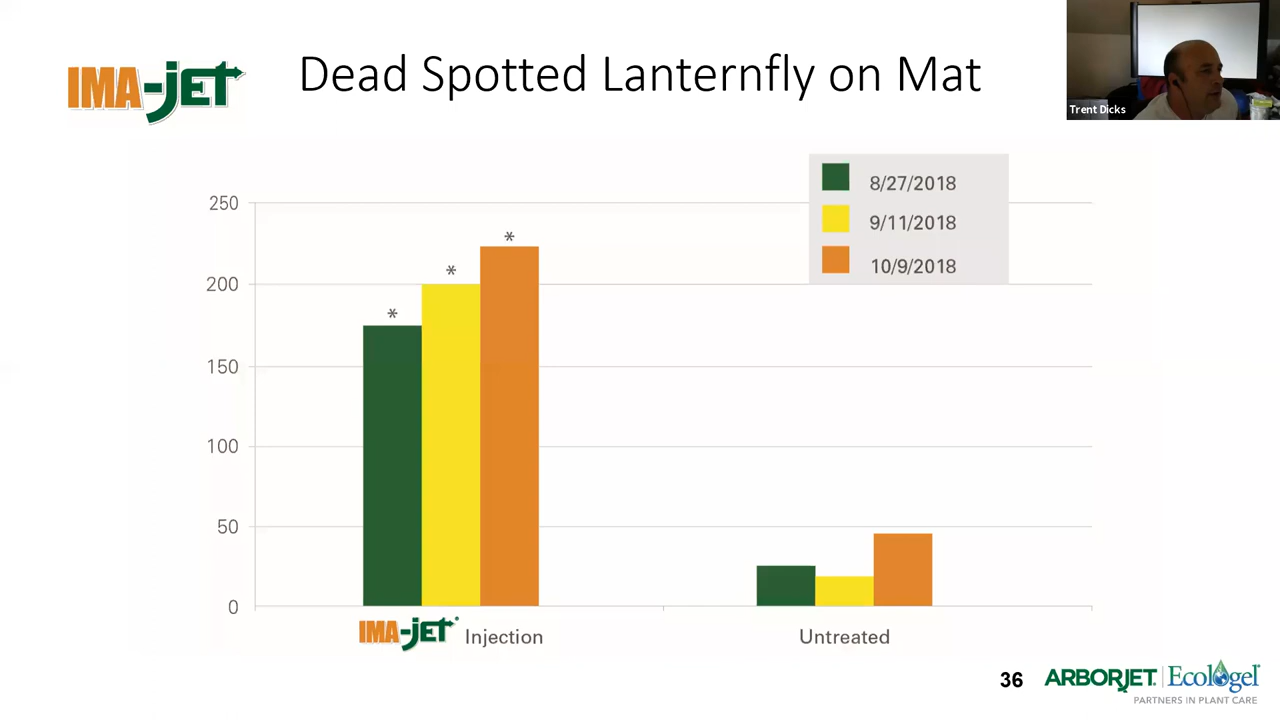 IMA-JET
Dead Spotted Lanternfly on Mat
Trent Dicks
8/27/2018
9/11/2018
10/9/2018
250
200
150
100
50
0
*
*
*
IMA-JET® Injection
Untreated
36
ARBORJET Ecologel
PARTNERS IN PLANT CARE